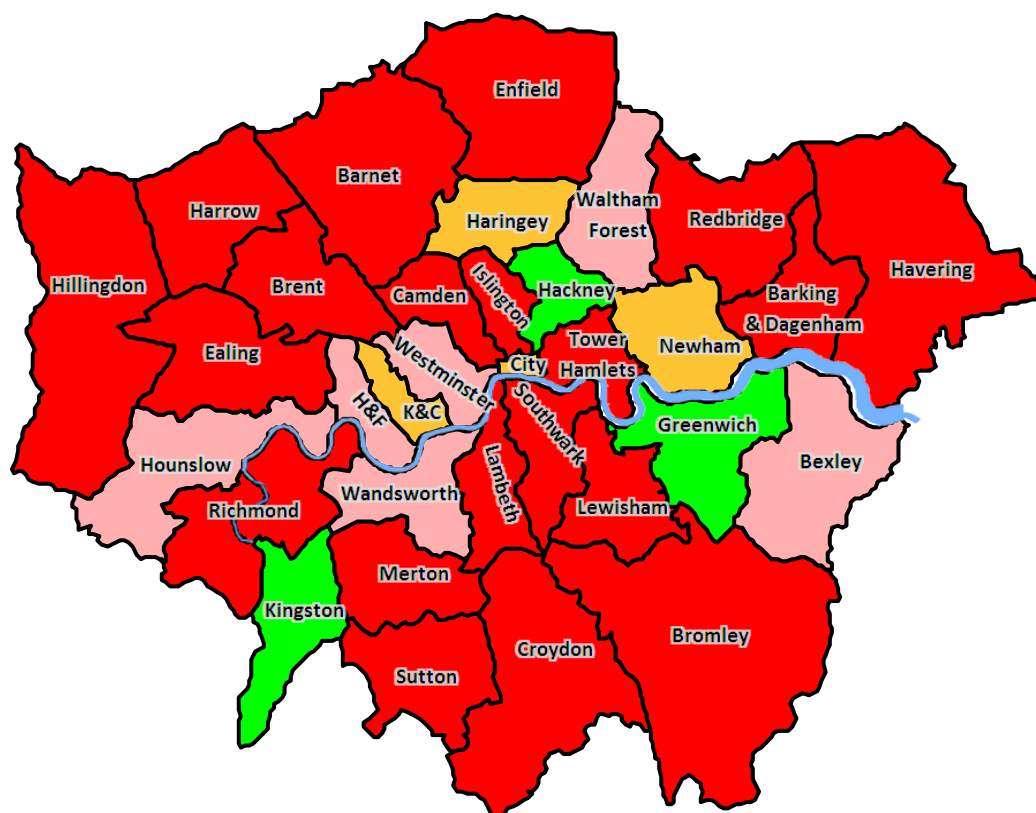 Enfield
Barnet
Waltham
Forest
Harrow
Haringey
Redbridge
Havering
Hillingdon
Brent
Camden
Islington
Hackney
Barking
& Dagenham
Ealing
Westminster
City
Tower
Hamlets
Newham
H&F
K&C
Southwark
Greenwich
Hounslow
Bexley
Wandsworth
Lambeth
Richmond
Lewisham
Merton
Kingston
Bromley
Croydon
Sutton